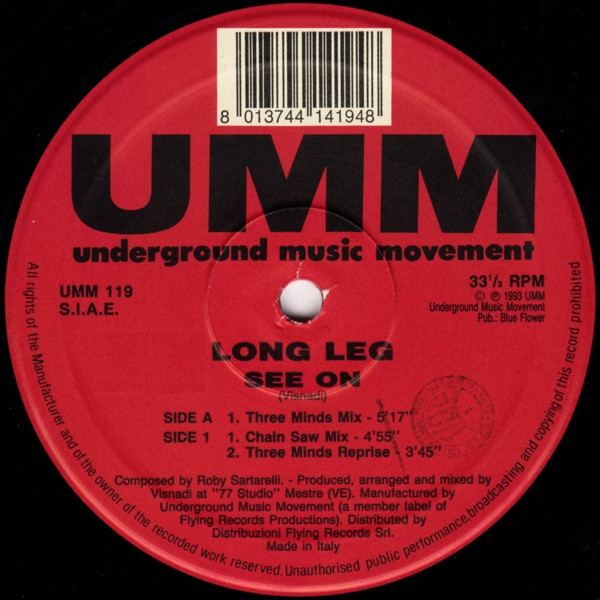 8 013744 141948
UMM
underground music movement
UMM 119
S.I.A.E.
33⅓ RPM
© ℗ 1993 UMM
Underground Music Movement
Pub.: Blue Flower
LONG LEG
SEE ON
(Visnadi)
SIDE A 1. Three Minds Mix - 5'17"
SIDE 1 1. Chain Saw Mix - 4'55"
2. Three Minds Reprise - 3'45"
Composed by Roby Sartarelli. - Produced, arranged and mixed by
Visnadi at "77 Studio" Mestre (VE). Manufactured by
Underground Music Movement (a member label of
Flying Records Productions). Distributed by
Distribuzioni Flying Records Srl.
Made in Italy
All rights of the Manufacturer and of the owner of the recorded work reserved. Unauthorised public performance, broadcasting and copying of this record prohibited